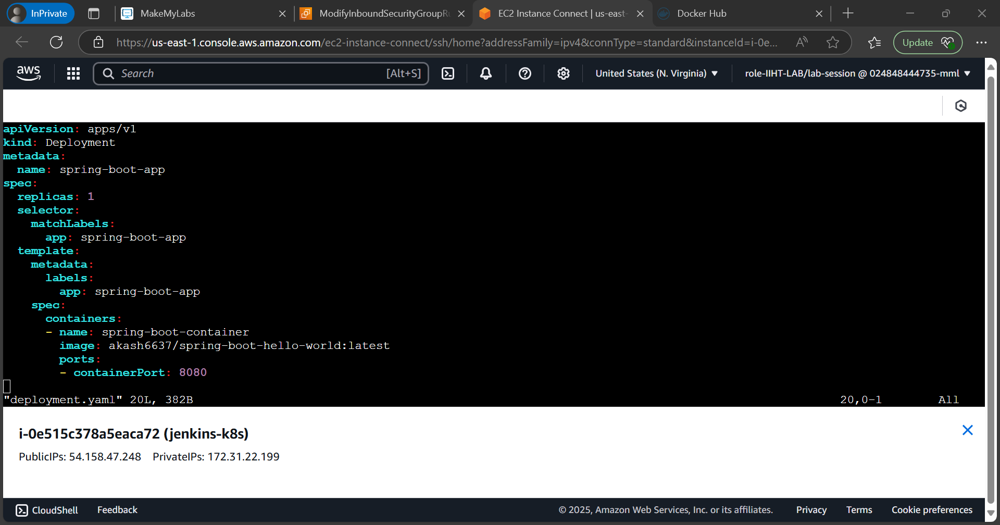 InPrivate
MakeMyLabs
ModifyInboundSecurityGroupRu
EC2 Instance Connect | us-east-
Docker Hub
https://us-east-1.console.aws.amazon.com/ec2-instance-connect/ssh/home?addressFamily=ipv4&connType=standard&instanceId=i-0e...
Update
aws
Search
[Alt+S]
United States (N. Virginia)
role-IIHT-LAB/lab-session @ 024848444735-mml
apiVersion: apps/v1
kind: Deployment
metadata:
  name: spring-boot-app
spec:
  replicas: 1
  selector:
    matchLabels:
      app: spring-boot-app
  template:
    metadata:
      labels:
        app: spring-boot-app
    spec:
      containers:
      - name: spring-boot-container
        image: akash6637/spring-boot-hello-world:latest
        ports:
        - containerPort: 8080
"deployment.yaml" 20L, 382B 20,0-1 All
i-0e515c378a5eaca72 (jenkins-k8s)
PublicIPs: 54.158.47.248 PrivateIPs: 172.31.22.199
CloudShell Feedback © 2025, Amazon Web Services, Inc. or its affiliates. Privacy Terms Cookie preferences